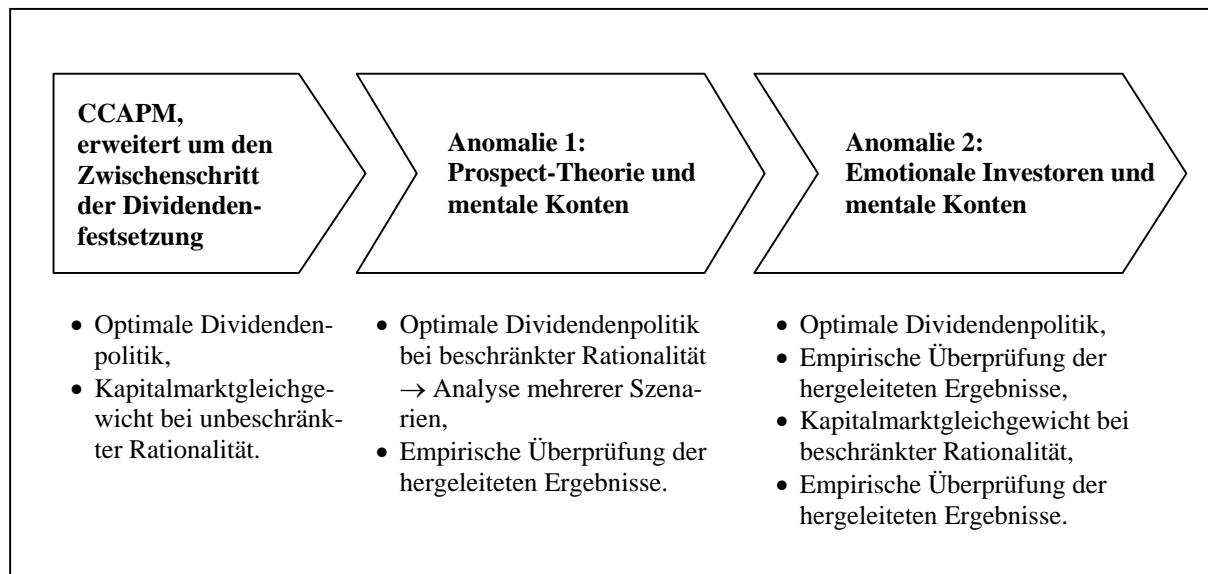 CCAPM,
erweitert um den
Zwischenschritt
der Dividenden-
festsetzung
Anomalie 1:
Prospect-Theorie und
mentale Konten
Anomalie 2:
Emotionale Investoren und
mentale Konten
• Optimale Dividenden-
politik,
• Kapitalmarktgleichge-
wicht bei unbeschränk-
ter Rationalität.
• Optimale Dividendenpolitik
bei beschränkter Rationalität
→ Analyse mehrerer Szena-
rien,
• Empirische Überprüfung der
hergeleiteten Ergebnisse.
• Optimale Dividendenpolitik,
• Empirische Überprüfung der
hergeleiteten Ergebnisse,
• Kapitalmarktgleichgewicht bei
beschränkter Rationalität,
• Empirische Überprüfung der
hergeleiteten Ergebnisse.